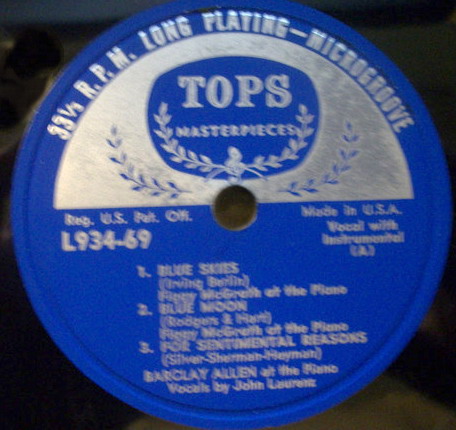 33⅓ R.P.M. LONG PLAYING—MICROGROOVE
TOPS
MASTERPIECES
Reg. U.S. Pat. Off.
Made in U.S.A.
L934-69
Vocal with
Instrumental
(A)
1. BLUE SKIES
(Irving Berlin)
McGrath at the Piano
2. BLUE MOON
(Rodgers & Hart)
McGrath at the Piano
3. FOR SENTIMENTAL REASONS
(Silver-Sherman-Heyman)
BARCLAY ALLEN at the Piano
Vocals by John Laurenz